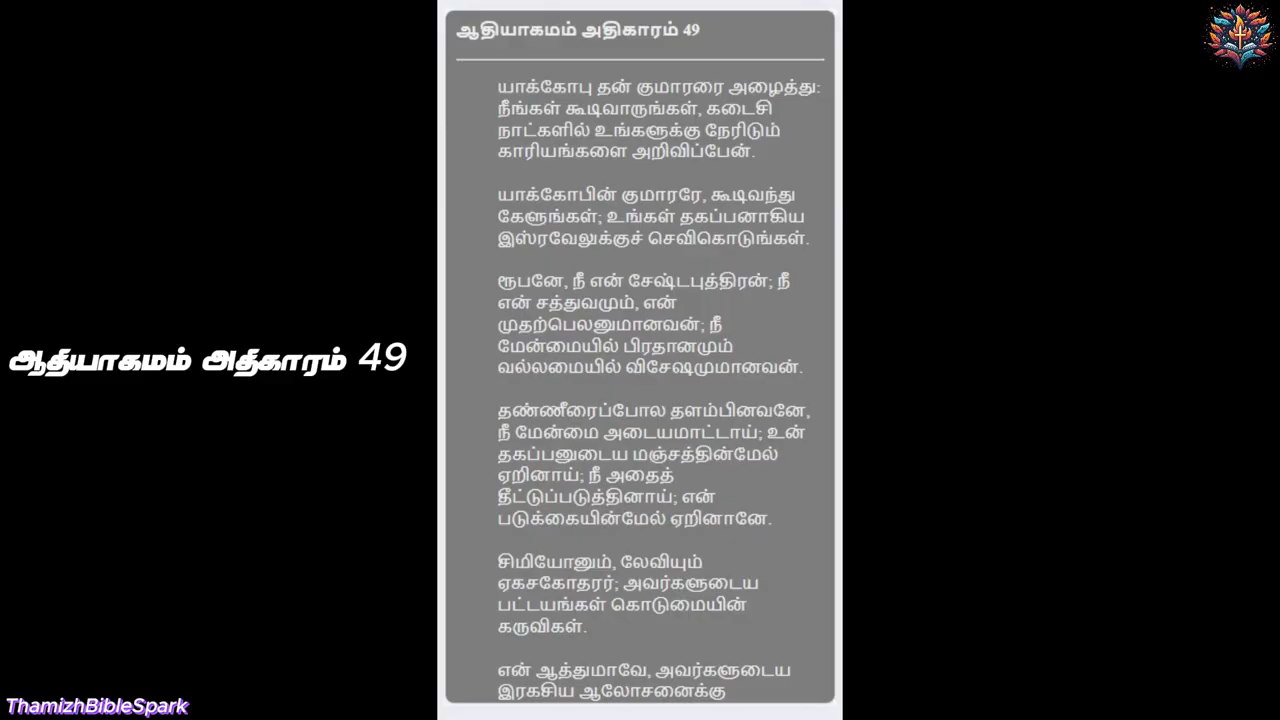 ஆதியாகமம் அதிகாரம் 49
யாக்கோபு தன் குமாரரை அழைத்து:
நீங்கள் கூடிவாருங்கள், கடைசி
நாட்களில் உங்களுக்கு நேரிடும்
காரியங்களை அறிவிப்பேன்.
யாக்கோபின் குமாரரே, கூடிவந்து
கேளுங்கள்; உங்கள் தகப்பனாகிய
இஸ்ரவேலுக்குச் செவிகொடுங்கள்.
ரூபனே, நீ என் சேஷ்டபுத்திரன்; நீ
என் சத்துவமும், என்
முதற்பெலனுமானவன்; நீ
மேன்மையில் பிரதானமும்
வல்லமையில் விசேஷமுமானவன்.
தண்ணீரைப்போல தளம்பினவனே,
நீ மேன்மை அடையமாட்டாய்; உன்
தகப்பனுடைய மஞ்சத்தின்மேல்
ஏறினாய்; நீ அதைத்
தீட்டுப்படுத்தினாய்; என்
படுக்கையின்மேல் ஏறினானே.
சிமியோனும், லேவியும்
ஏகசகோதரர்; அவர்களுடைய
பட்டயங்கள் கொடுமையின்
கருவிகள்.
என் ஆத்துமாவே, அவர்களுடைய
இரகசிய ஆலோசனைக்கு
ஆதியாகமம் அதிகாரம் 49
ThamizhBibleSpark